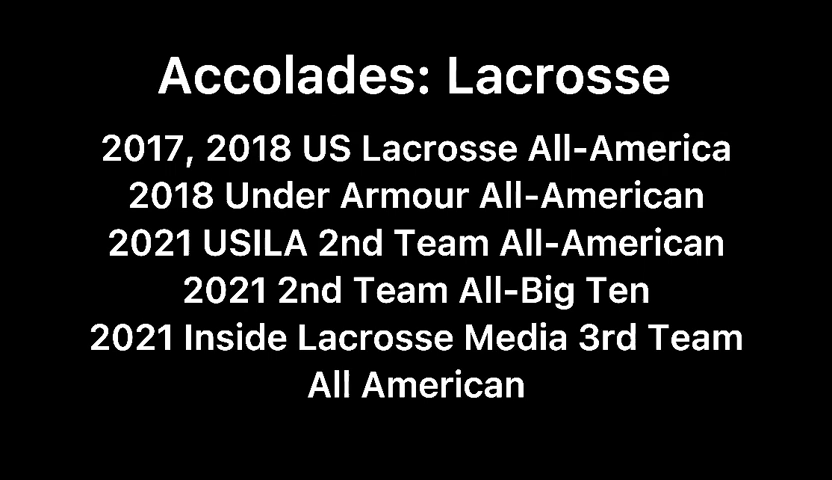 Accolades: Lacrosse
2017, 2018 US Lacrosse All-America
2018 Under Armour All-American
2021 USILA 2nd Team All-American
2021 2nd Team All-Big Ten
2021 Inside Lacrosse Media 3rd Team
All American